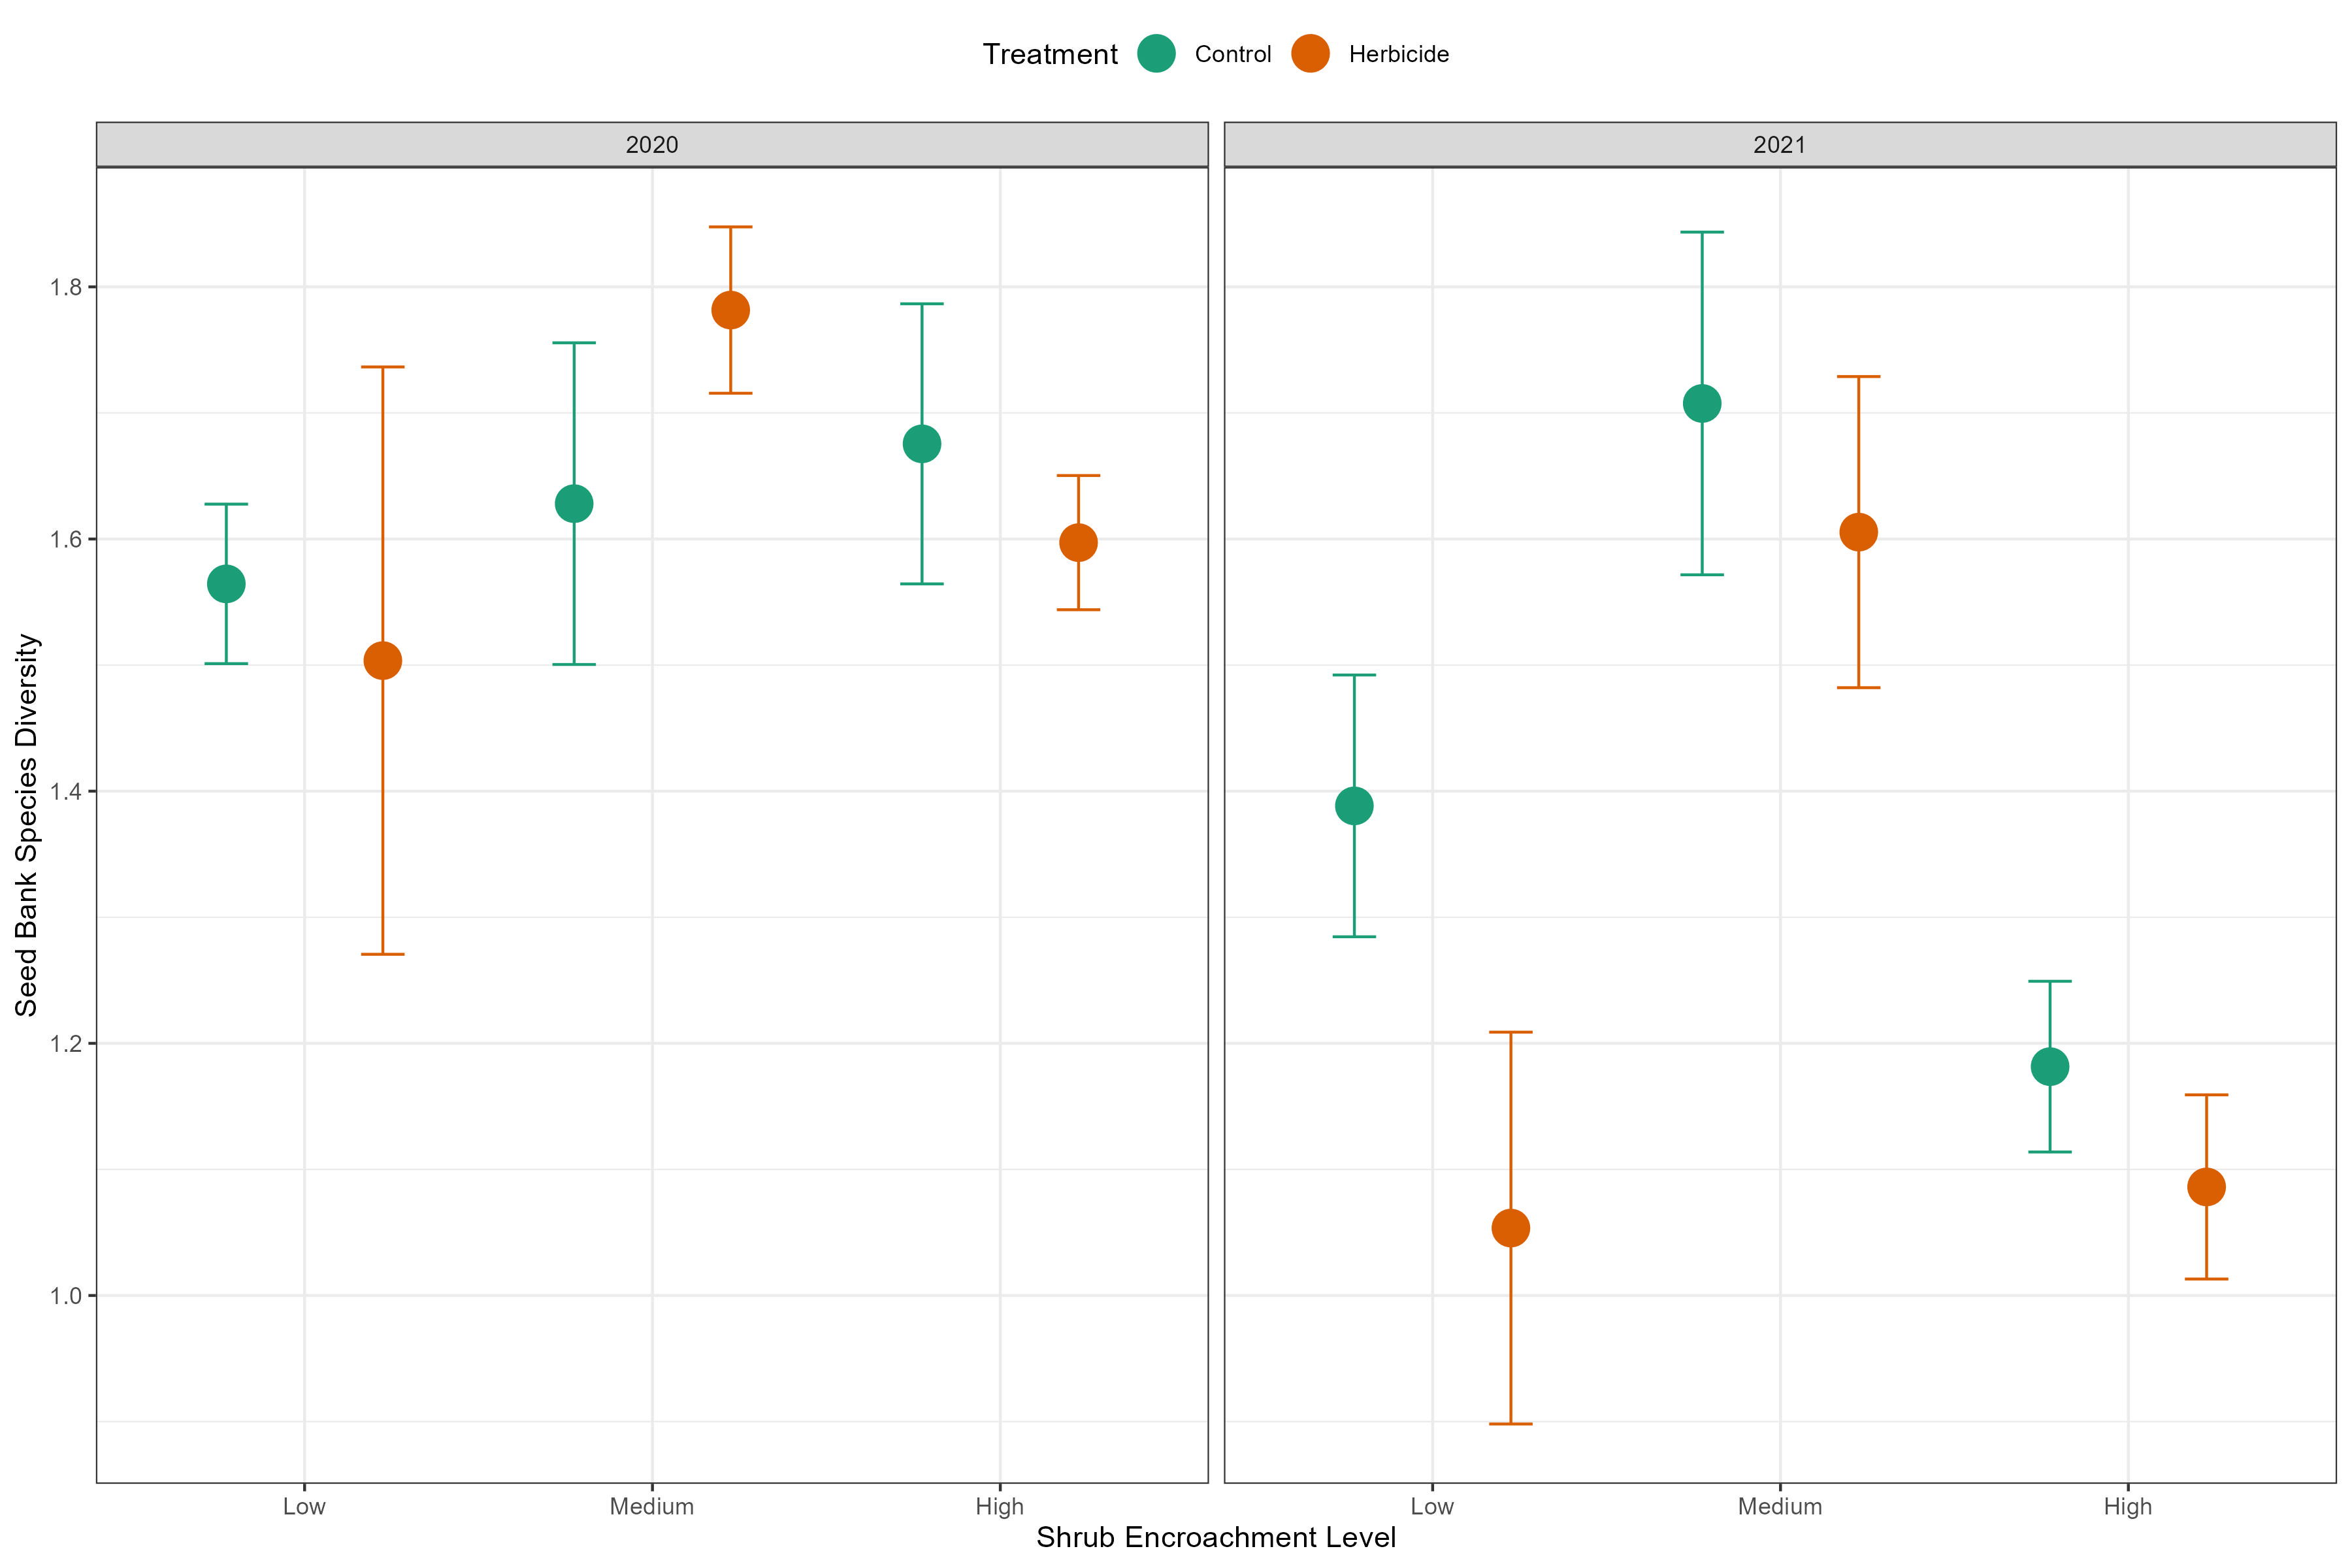 Treatment Control Herbicide
2020 2021
1.8
1.6
1.4
1.2
1.0
Seed Bank Species Diversity
Low Medium High Low Medium High
Shrub Encroachment Level